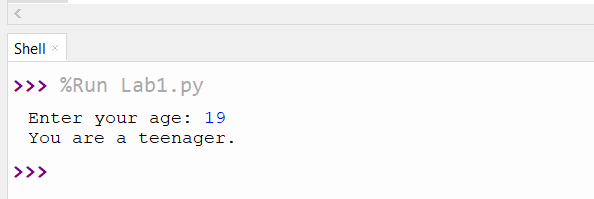 Shell
>>> %Run Lab1.py
Enter your age: 19
You are a teenager.
>>>